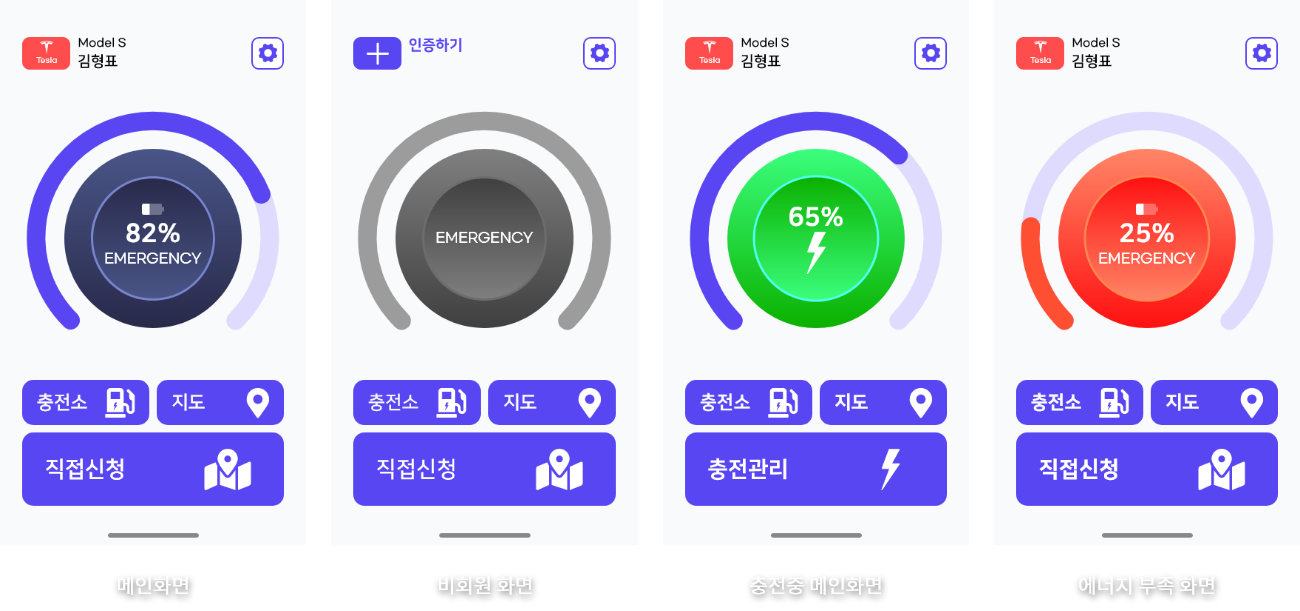 Tesla
Model S
김형표
82%
EMERGENCY
충전소
지도
직접신청
메인화면
인증하기
EMERGENCY
충전소
지도
직접신청
비회원 화면
Tesla
Model S
김형표
65%
충전소
지도
충전관리
충전중 메인화면
Tesla
Model S
김형표
25%
EMERGENCY
충전소
지도
직접신청
에너지 부족 화면